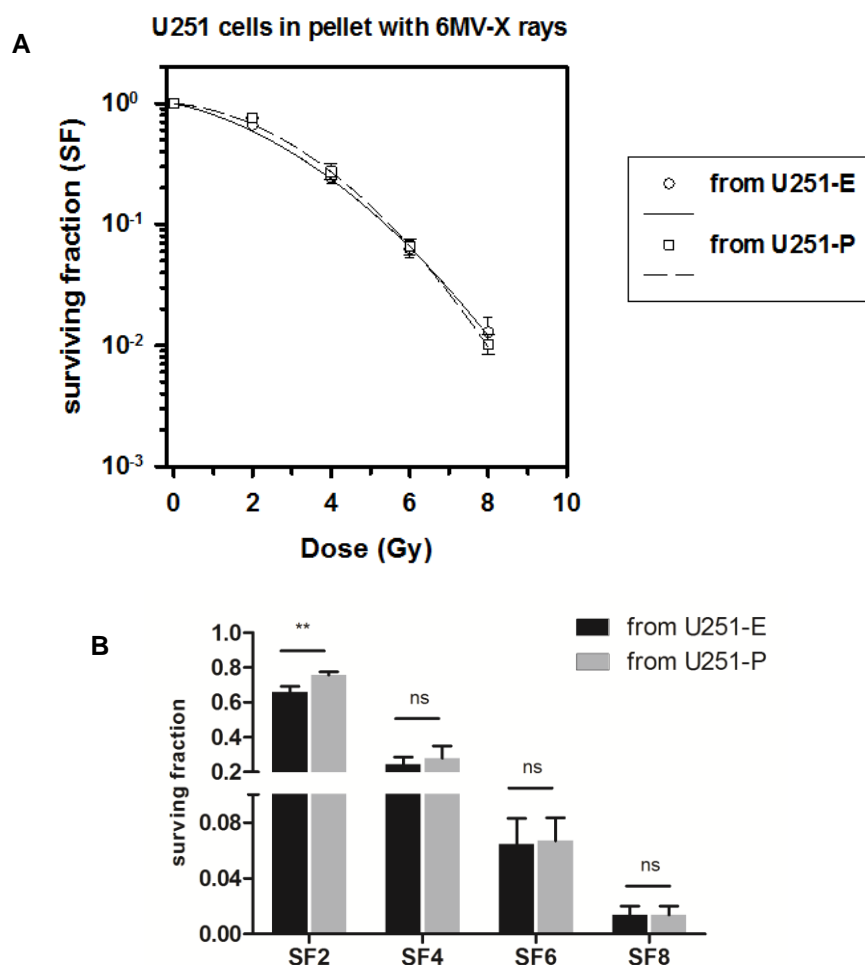 U251 cells in pellet with 6MV-X rays
A
10⁰
10⁻¹
10⁻²
10⁻³
surviving fraction (SF)
0 2 4 6 8 10
Dose (Gy)
from U251-E
from U251-P
B
from U251-E
from U251-P
1.0
0.8
0.6
0.4
0.2
0.08
0.04
0.00
surving fraction
**
ns
ns
ns
SF2 SF4 SF6 SF8